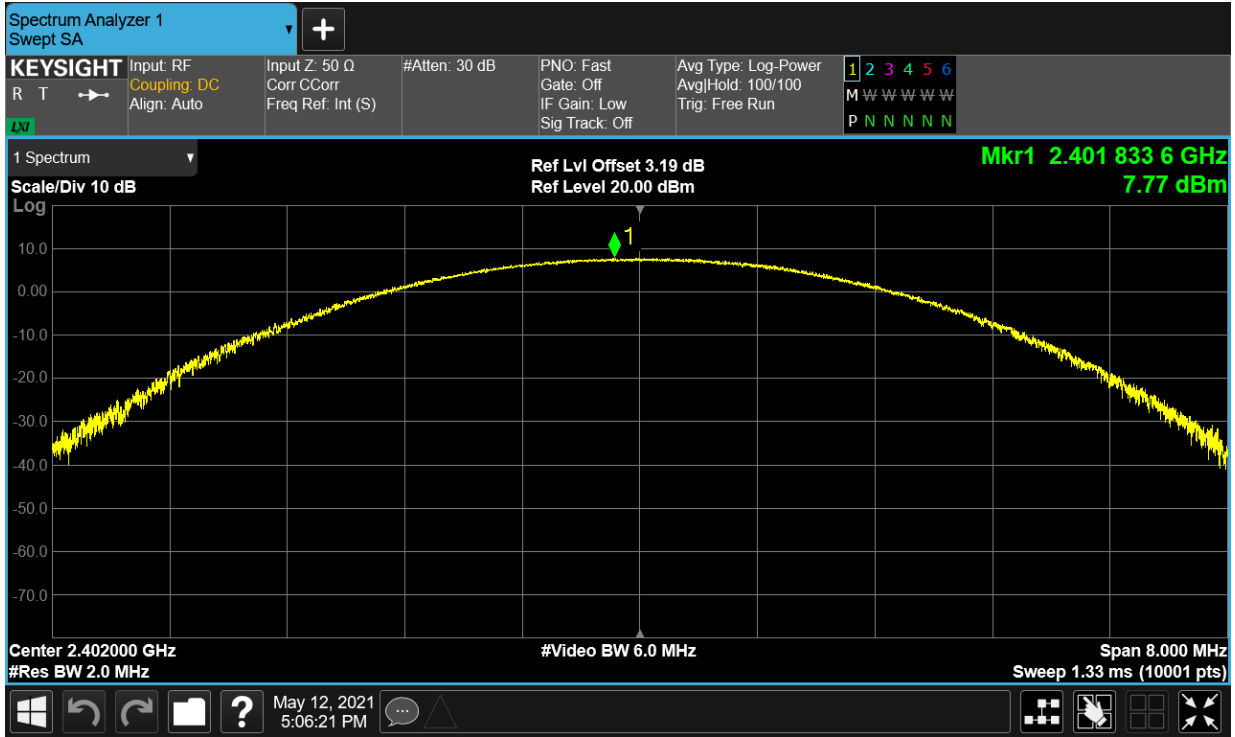 Spectrum Analyzer 1
Swept SA
KEYSIGHT
R T
LXI
Input: RF
Coupling: DC
Align: Auto
Input Z: 50 Ω
Corr CCorr
Freq Ref: Int (S)
#Atten: 30 dB
PNO: Fast
Gate: Off
IF Gain: Low
Sig Track: Off
Avg Type: Log-Power
Avg|Hold: 100/100
Trig: Free Run
1 2 3 4 5 6
M W W W W W
P N N N N N
1 Spectrum
Scale/Div 10 dB
Log
Ref Lvl Offset 3.19 dB
Ref Level 20.00 dBm
Mkr1 2.401 833 6 GHz
7.77 dBm
1
10.0
0.00
-10.0
-20.0
-30.0
-40.0
-50.0
-60.0
-70.0
Center 2.402000 GHz
#Res BW 2.0 MHz
#Video BW 6.0 MHz
Span 8.000 MHz
Sweep 1.33 ms (10001 pts)
?
May 12, 2021
5:06:21 PM